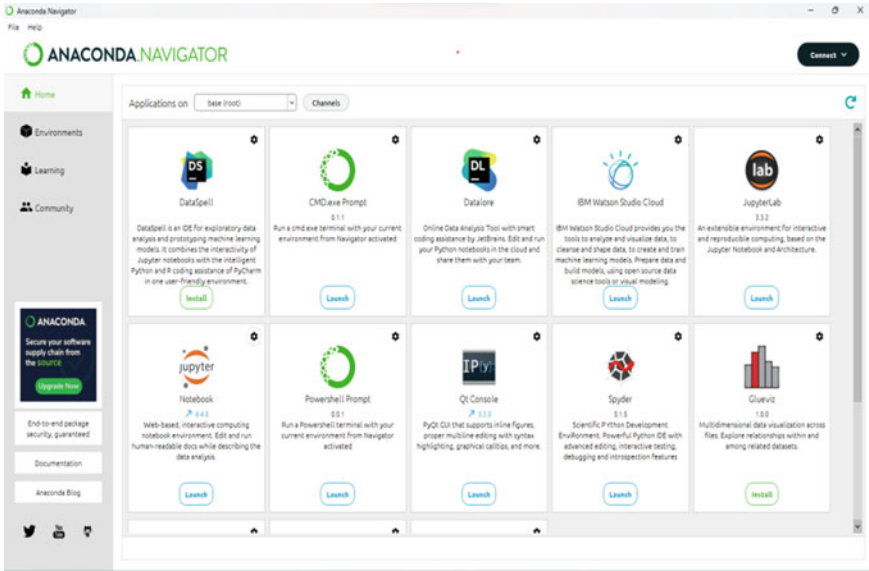 Anaconda Navigator
File Help
ANACONDA.NAVIGATOR
Connect
Home
Environments
Learning
Community
ANACONDA.
Secure your software
supply chain from
the source
Upgrade Now
End-to-end package
security, guaranteed
Documentation
Anaconda Blog
You
Tube
Applications on base (root) Channels
DS
DataSpell
DataSpell is an IDE for exploratory data
analysis and prototyping machine learning
models. It combines the interactivity of
Jupyter notebooks with the intelligent
Python and R coding assistance of PyCharm
in one user-friendly environment.
Install
CMD.exe Prompt
0.1.1
Run a cmd.exe terminal with your current
environment from Navigator activated
Launch
DL
Datalore
Online Data Analysis Tool with smart
coding assistance by JetBrains. Edit and run
your Python notebooks in the cloud and
share them with your team.
Launch
IBM Watson Studio Cloud
IBM Watson Studio Cloud provides you the
tools to analyze and visualize data, to
cleanse and shape data, to create and train
machine learning models. Prepare data and
build models, using open source data
science tools or visual modeling.
Launch
lab
JupyterLab
3.3.2
An extensible environment for interactive
and reproducible computing, based on the
Jupyter Notebook and Architecture.
Launch
jupyter
Notebook
6.4.8
Web-based, interactive computing
notebook environment. Edit and run
human-readable docs while describing the
data analysis.
Launch
Powershell Prompt
0.0.1
Run a Powershell terminal with your
current environment from Navigator
activated
Launch
IP[y]:
Qt Console
5.3.0
PyQt GUI that supports inline figures,
proper multiline editing with syntax
highlighting, graphical calltips, and more.
Launch
Spyder
5.1.5
Scientific Python Development
EnviRonment. Powerful Python IDE with
advanced editing, interactive testing,
debugging and introspection features
Launch
Glueviz
1.0.0
Multidimensional data visualization across
files. Explore relationships within and
among related datasets.
Install